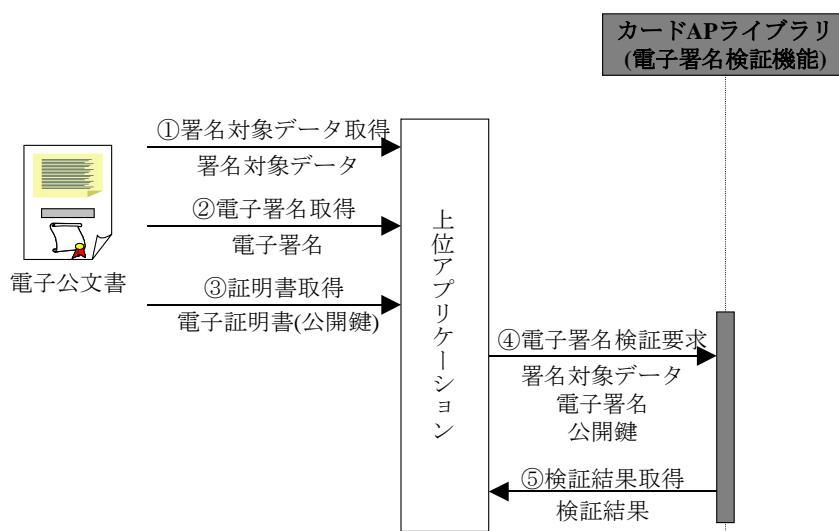 カードAPライブラリ
(電子署名検証機能)
①署名対象データ取得
署名対象データ
②電子署名取得
電子署名
電子公文書
③証明書取得
電子証明書(公開鍵)
上位アプリケーション
④電子署名検証要求
署名対象データ
電子署名
公開鍵
⑤検証結果取得
検証結果